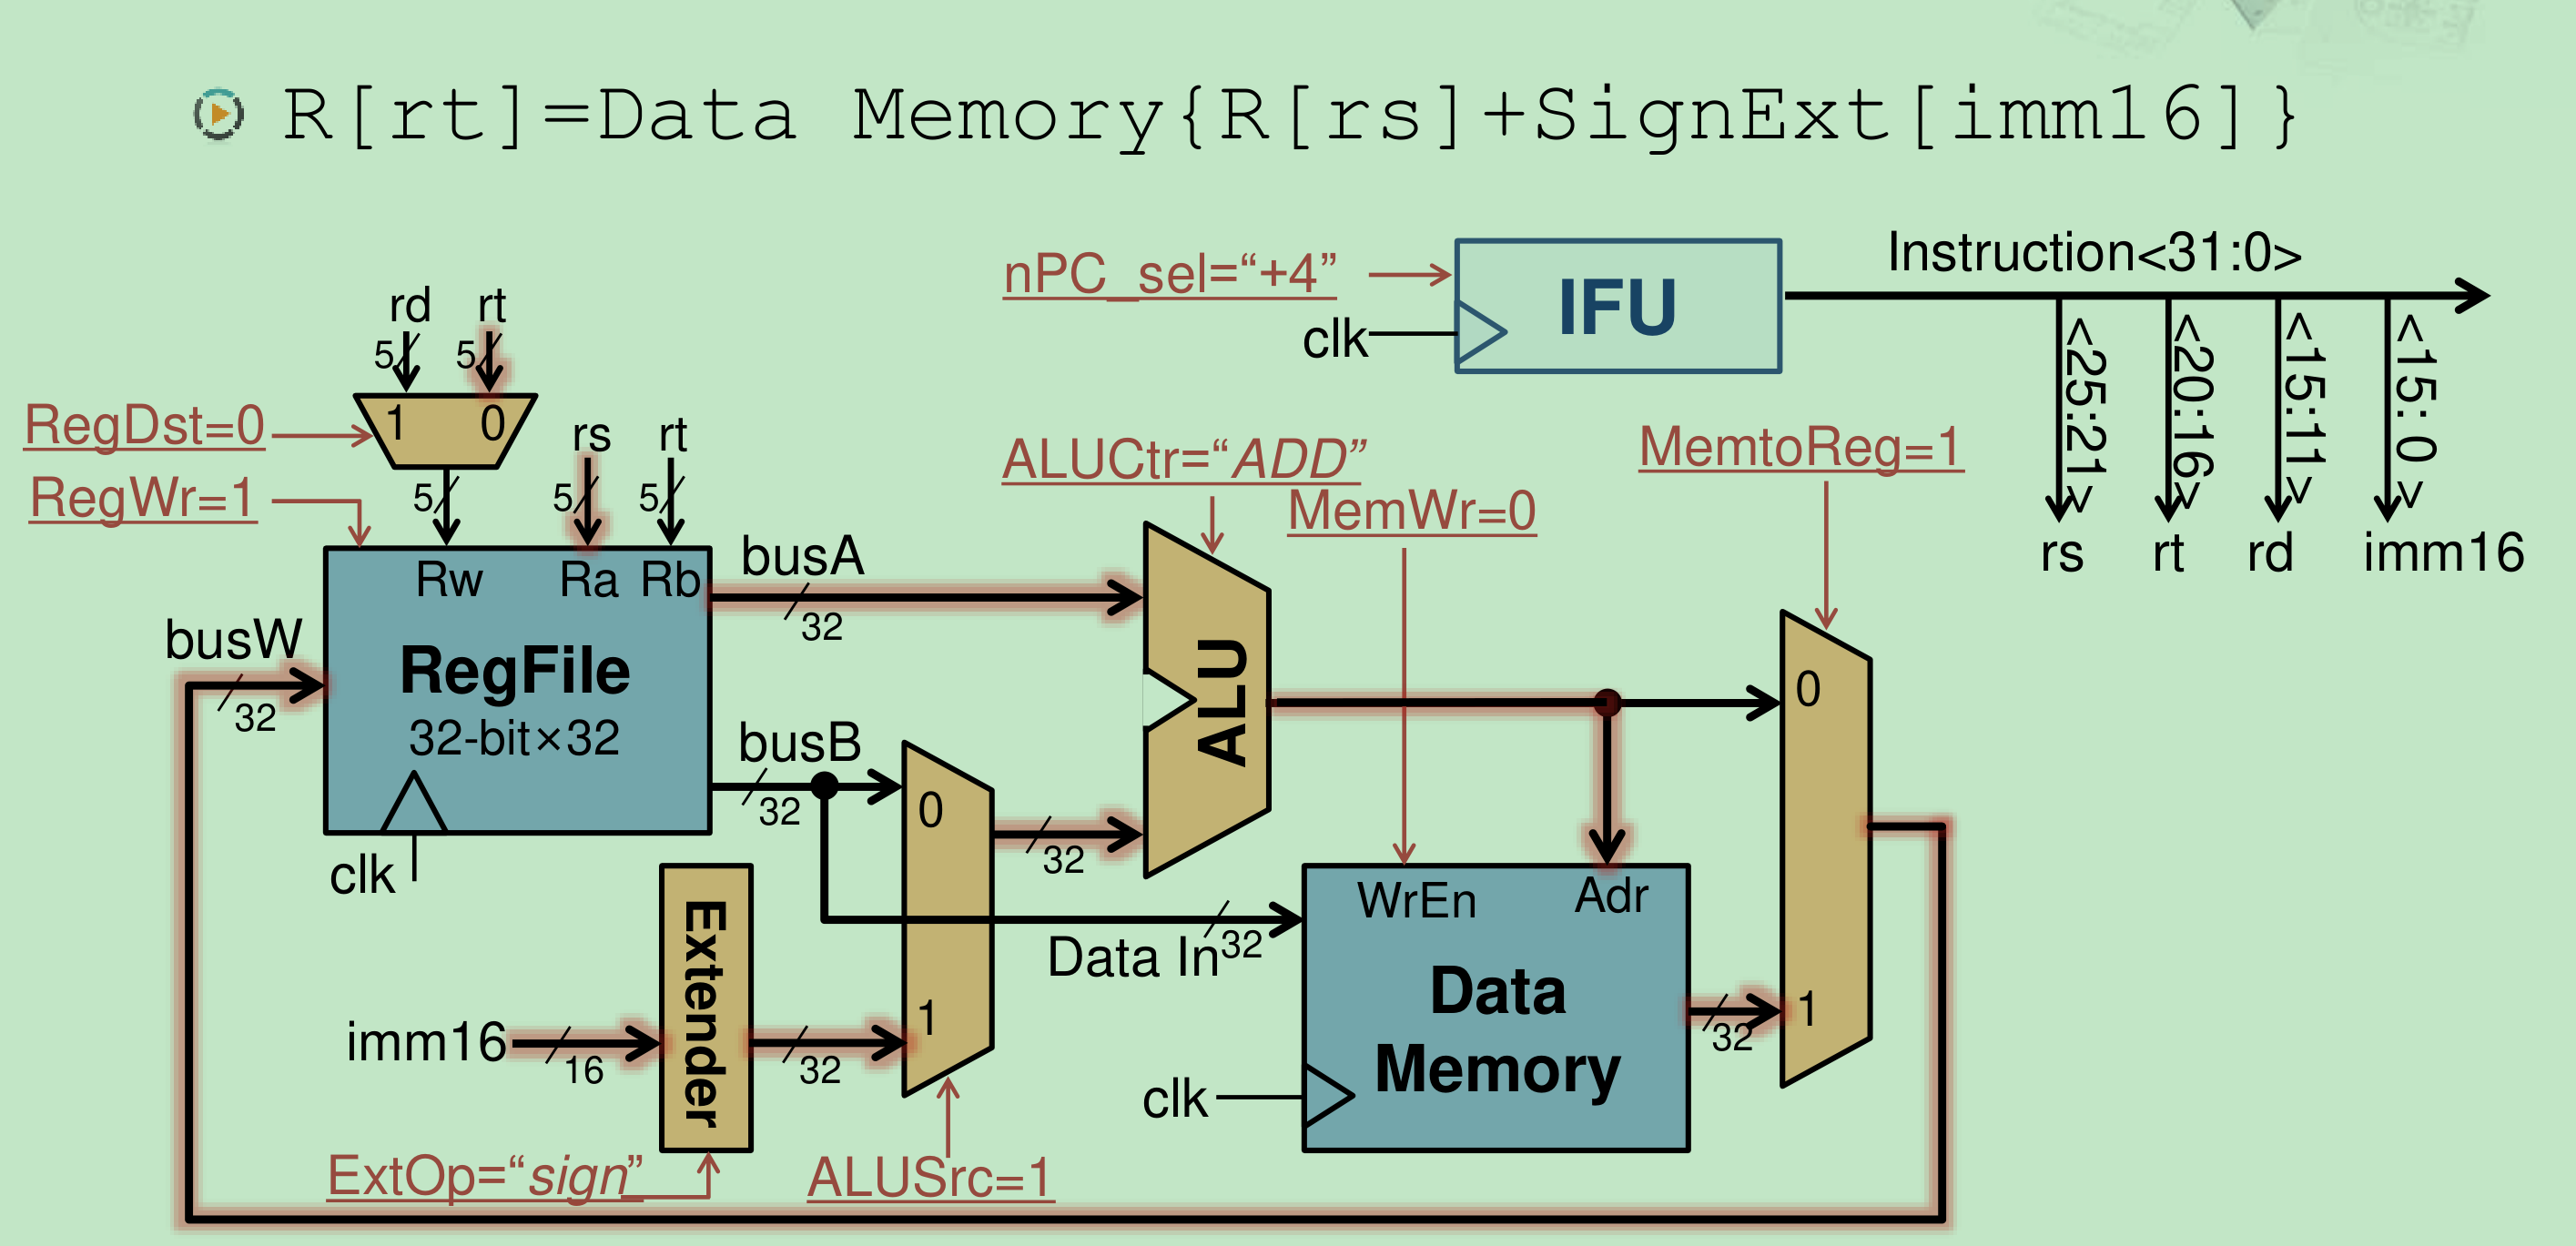 R[rt]=Data Memory{R[rs]+SignExt[imm16]}
nPC_sel=“+4”
clk
IFU
Instruction<31:0>
<25:21>
<20:16>
<15:11>
<15:0>
rs
rt
rd
imm16
rd
rt
5
5
1
0
RegDst=0
RegWr=1
5
rs
5
rt
5
Rw
Ra
Rb
RegFile
32-bit×32
clk
busW
32
busA
32
busB
32
ALUCtr=“ADD”
MemWr=0
MemtoReg=1
ALU
0
1
32
imm16
16
Extender
32
ExtOp=“sign”
ALUSrc=1
Data In
32
WrEn
Adr
Data
Memory
clk
32
0
1